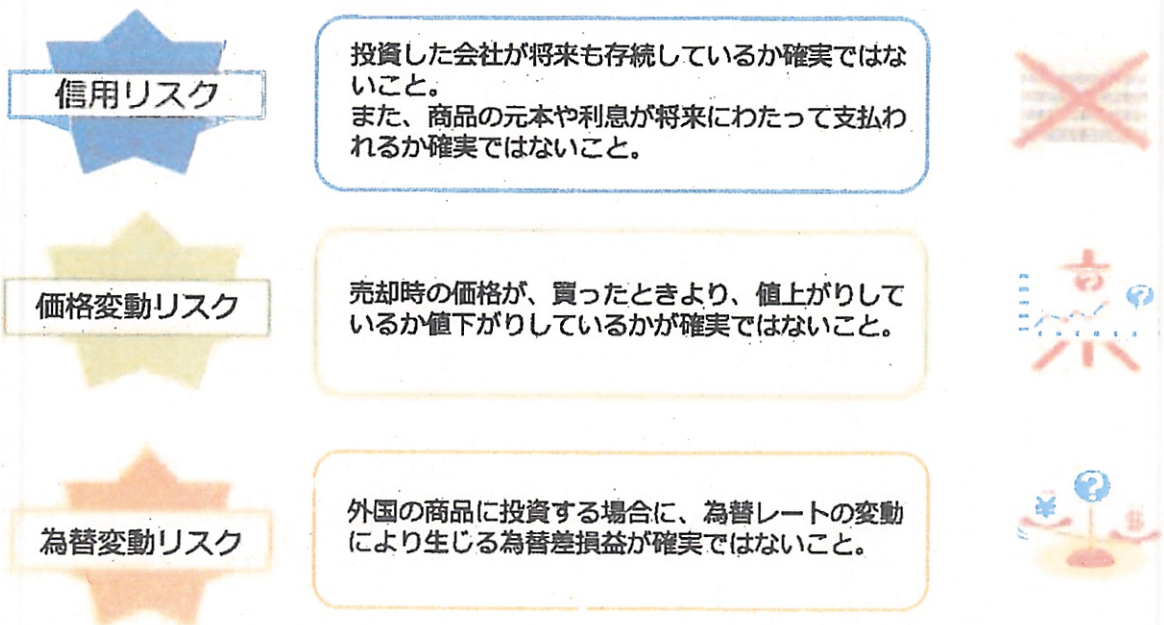 信用リスク
投資した会社が将来も存続しているか確実ではな
いこと。
また、商品の元本や利息が将来にわたって支払わ
れるか確実ではないこと。
価格変動リスク
売却時の価格が、買ったときより、値上がりして
いるか値下がりしているかが確実ではないこと。
?
為替変動リスク
外国の商品に投資する場合に、為替レートの変動
により生じる為替差損益が確実ではないこと。
?
¥